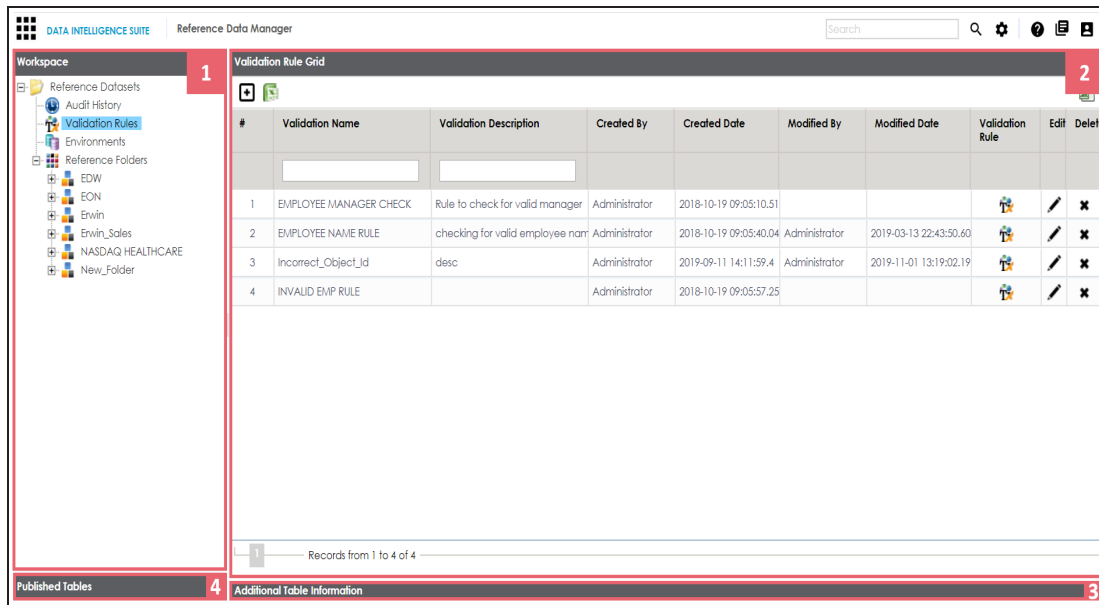 DATA INTELLIGENCE SUITE Reference Data Manager Search
Workspace 1
Reference Datasets
Audit History
Validation Rules
Environments
Reference Folders
EDW
EON
Erwin
Erwin_Sales
NASDAQ HEALTHCARE
New_Folder
Validation Rule Grid 2
# Validation Name Validation Description Created By Created Date Modified By Modified Date Validation Rule Edit Delet
1 EMPLOYEE MANAGER CHECK Rule to check for valid manager Administrator 2018-10-19 09:05:10.51
2 EMPLOYEE NAME RULE checking for valid employee nam Administrator 2018-10-19 09:05:40.04 Administrator 2019-03-13 22:43:50.60
3 Incorrect_Object_Id desc Administrator 2019-09-11 14:11:59.4 Administrator 2019-11-01 13:19:02.19
4 INVALID EMP RULE Administrator 2018-10-19 09:05:57.25
1 Records from 1 to 4 of 4
Published Tables 4
Additional Table Information 3